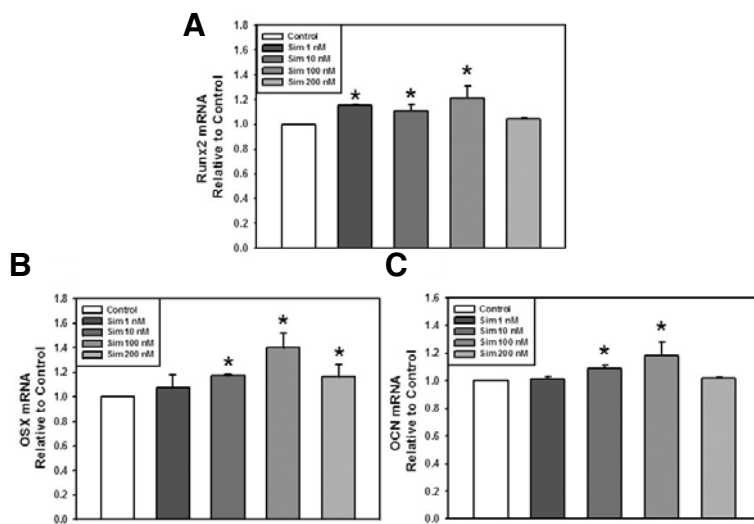 A
Runx2 mRNA
Relative to Control
1.8
1.6
1.4
1.2
1.0
0.8
0.6
0.4
0.2
0.0
Control
Sim 1 nM
Sim 10 nM
Sim 100 nM
Sim 200 nM
*
*
*
B
OSX mRNA
Relative to Control
1.8
1.6
1.4
1.2
1.0
0.8
0.6
0.4
0.2
0.0
Control
Sim 1 nM
Sim 10 nM
Sim 100 nM
Sim 200 nM
*
*
*
C
OCN mRNA
Relative to Control
1.6
1.4
1.2
1.0
0.8
0.6
0.4
0.2
0.0
Control
Sim 1 nM
Sim 10 nM
Sim 100 nM
Sim 200 nM
*
*